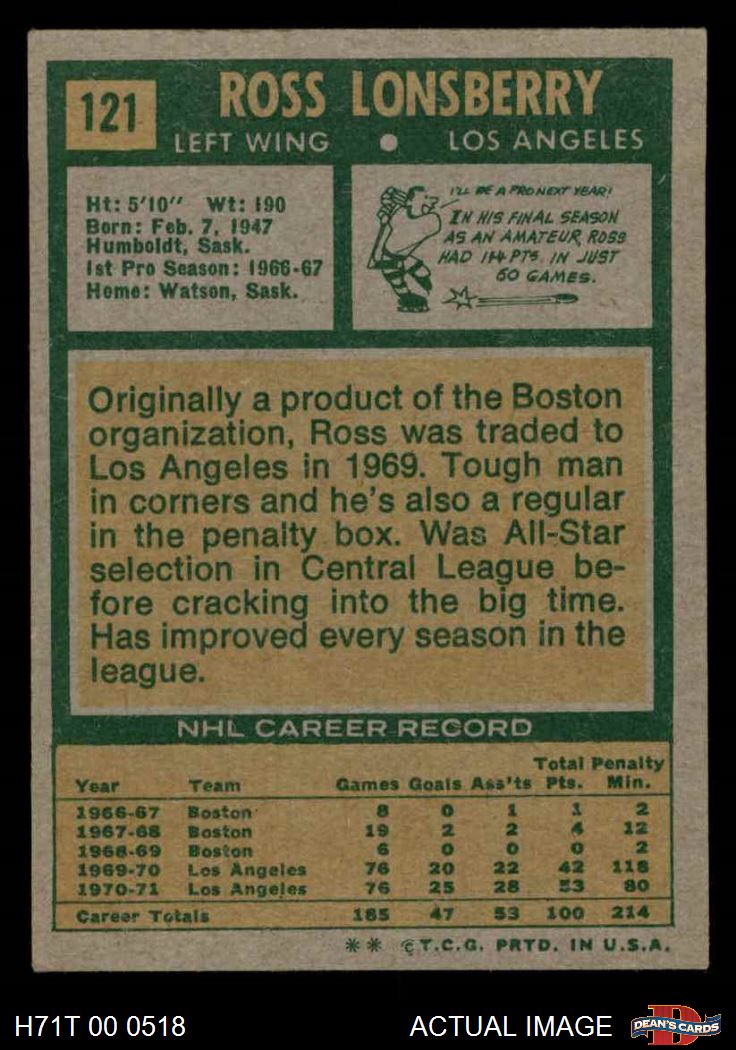 121
ROSS LONSBERRY
LEFT WING ● LOS ANGELES
Ht: 5'10" Wt: 190
Born: Feb. 7, 1947
Humboldt, Sask.
1st Pro Season: 1966-67
Home: Watson, Sask.
I'LL BE A PRO NEXT YEAR!
IN HIS FINAL SEASON
AS AN AMATEUR, ROSS
HAD 114 PTS. IN JUST
60 GAMES.
Originally a product of the Boston
organization, Ross was traded to
Los Angeles in 1969. Tough man
in corners and he's also a regular
in the penalty box. Was All-Star
selection in Central League be-
fore cracking into the big time.
Has improved every season in the
league.
NHL CAREER RECORD
Total Penalty
Year Team Games Goals Ass'ts Pts. Min.
1966-67 Boston 8 0 1 1 2
1967-68 Boston 19 2 2 4 12
1968-69 Boston 6 0 0 0 2
1969-70 Los Angeles 76 20 22 42 118
1970-71 Los Angeles 76 25 28 53 80
Career Totals 185 47 53 100 214
** © T.C.G. PRTD. IN U.S.A.
H71T 00 0518 ACTUAL IMAGE DEAN'S CARDS